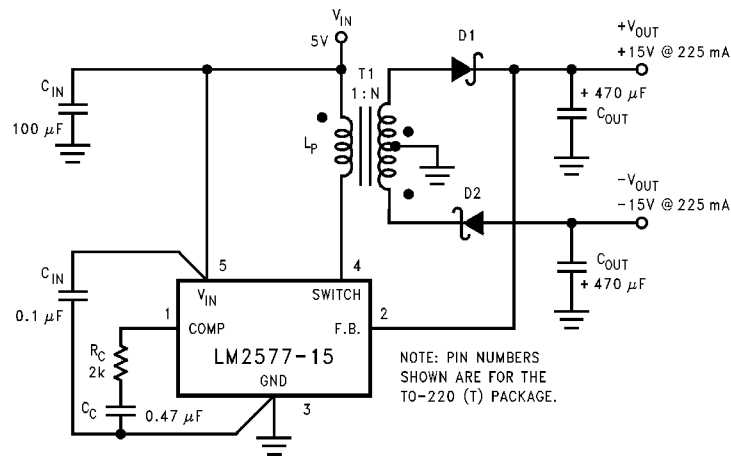 V_IN
5V
D1
+V_OUT
+15V @ 225 mA
C_IN
100 μF
T1
1:N
L_P
+ 470 μF
C_OUT
D2
-V_OUT
-15V @ 225 mA
C_IN
0.1 μF
5
4
C_OUT
+ 470 μF
V_IN
SWITCH
1
COMP
F.B.
2
R_C
2k
LM2577-15
GND
3
NOTE: PIN NUMBERS
SHOWN ARE FOR THE
TO-220 (T) PACKAGE.
C_C
0.47 μF